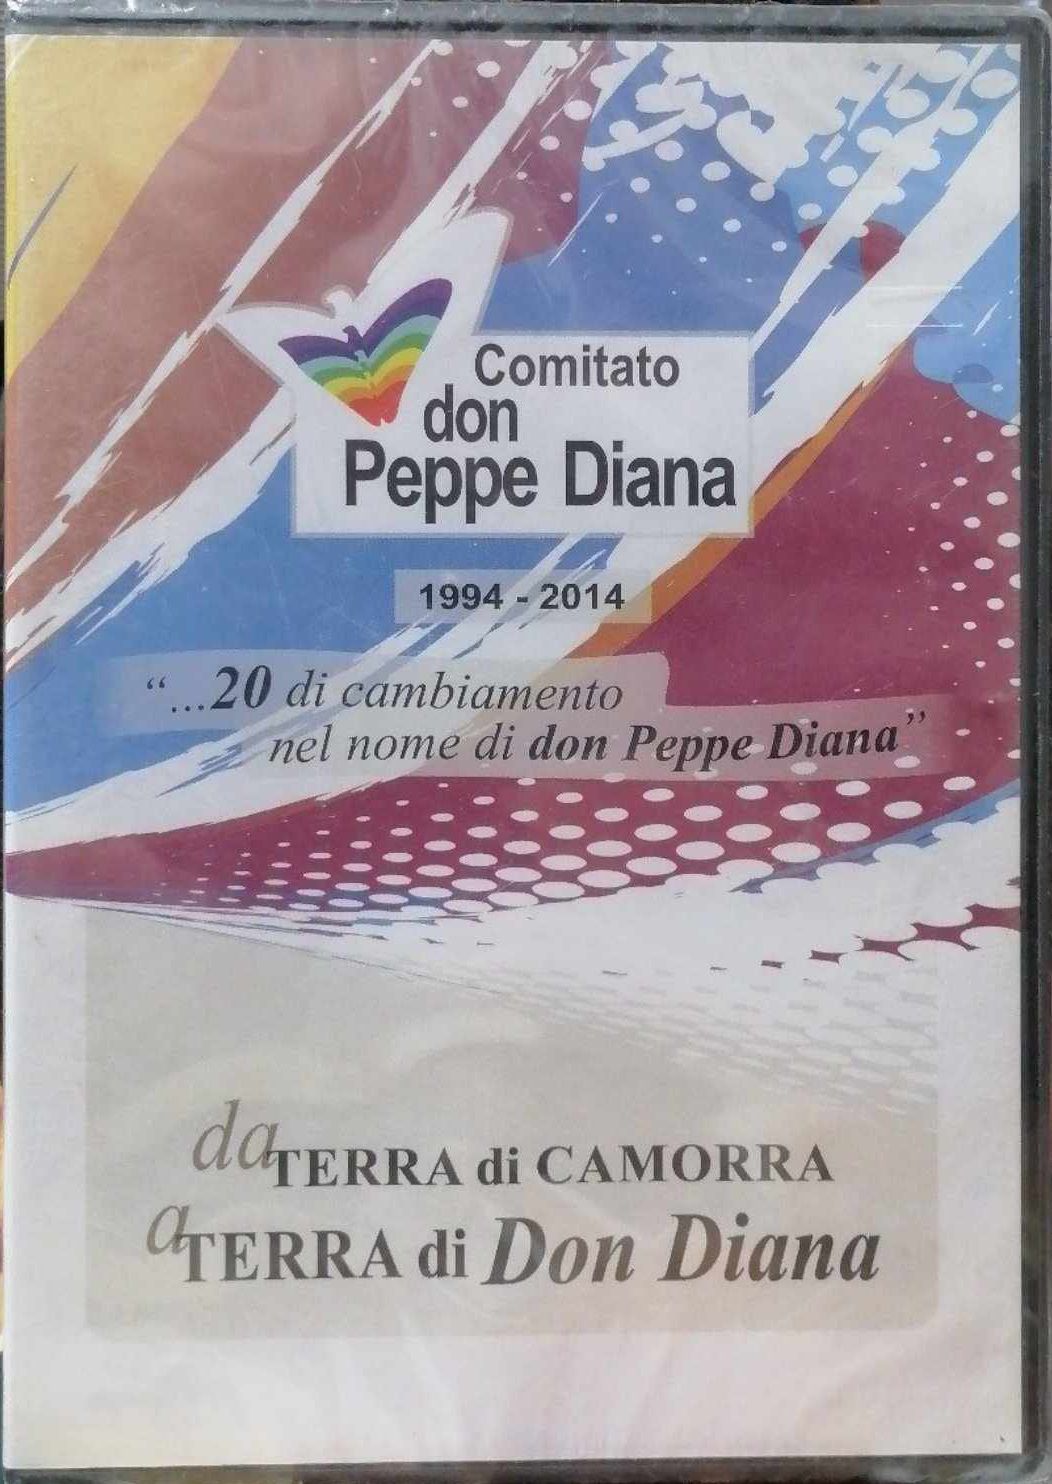 Comitato
don
Peppe Diana
1994 - 2014
“...20 di cambiamento
nel nome di don Peppe Diana”
da TERRA di CAMORRA
a TERRA di Don Diana